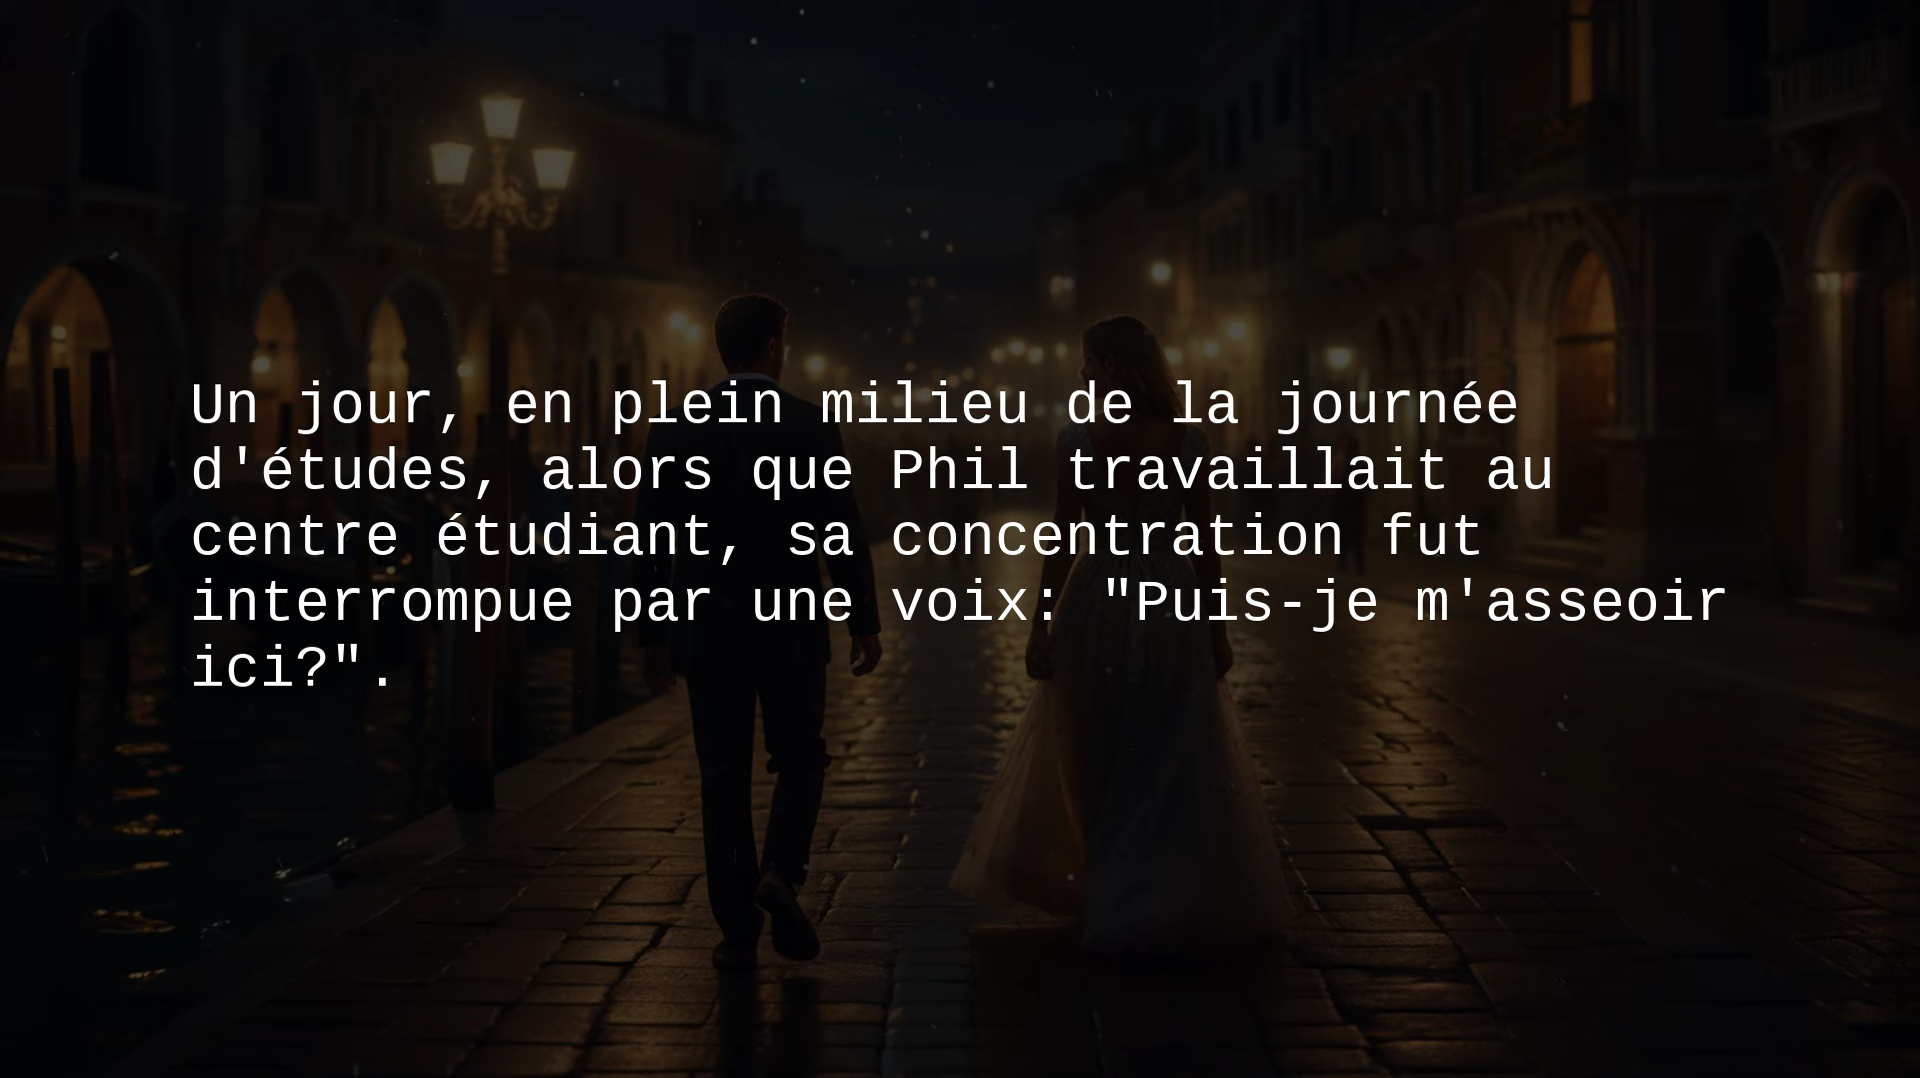 Un jour, en plein milieu de la journée
d'études, alors que Phil travaillait au
centre étudiant, sa concentration fut
interrompue par une voix: "Puis-je m'asseoir
ici?".